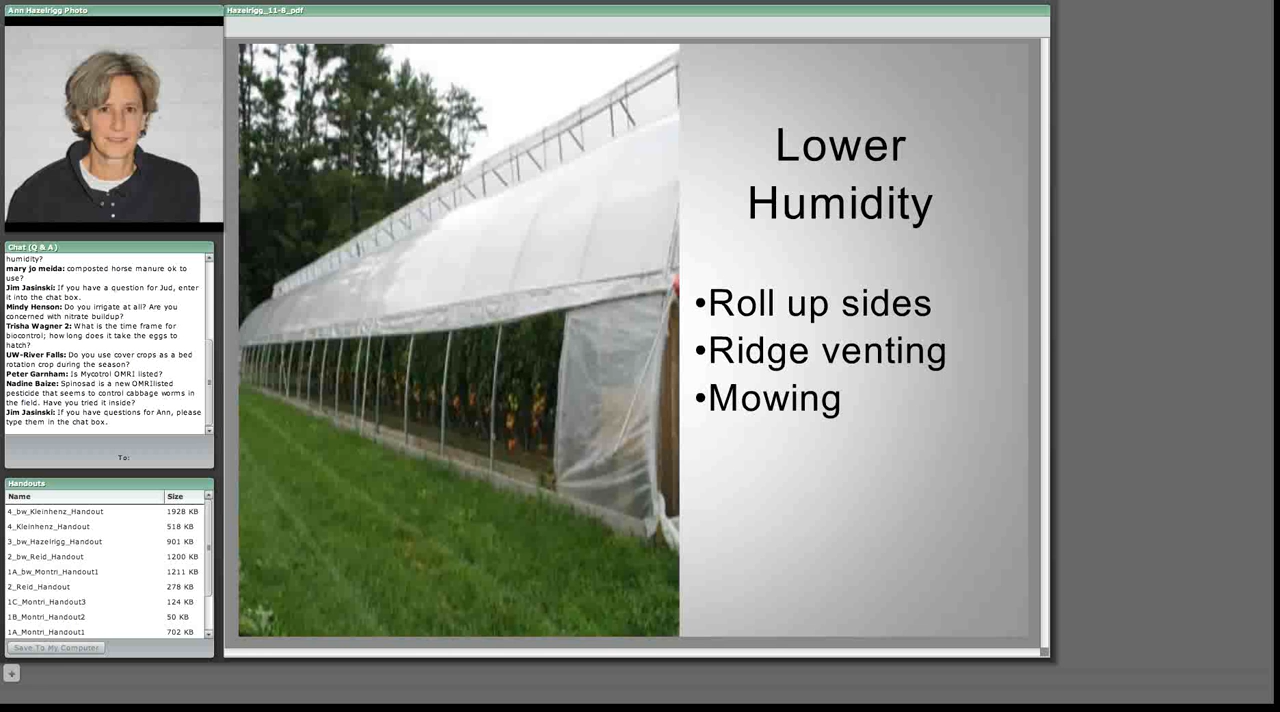 Ann Hazelrigg Photo
Hazelrigg_11-8_pdf
Lower
Humidity
•Roll up sides
•Ridge venting
•Mowing
Chat (Q & A)
humidity?
mary jo meida: composted horse manure ok to
use?
Jim Jasinski: If you have a question for Jud, enter
it into the chat box.
Mindy Henson: Do you irrigate at all? Are you
concerned with nitrate buildup?
Trisha Wagner 2: What is the time frame for
biocontrol; how long does it take the eggs to
hatch?
UW-River Falls: Do you use cover crops as a bed
rotation crop during the season?
Peter Garnham: Is Mycotrol OMRI listed?
Nadine Baize: Spinosad is a new OMRIlisted
pesticide that seems to control cabbage worms in
the field. Have you tried it inside?
Jim Jasinski: If you have questions for Ann, please
type them in the chat box.
To:
Handouts
Name Size
4_bw_Kleinhenz_Handout 1928 KB
4_Kleinhenz_Handout 518 KB
3_bw_Hazelrigg_Handout 901 KB
2_bw_Reid_Handout 1200 KB
1A_bw_Montri_Handout1 1211 KB
2_Reid_Handout 278 KB
1C_Montri_Handout3 124 KB
1B_Montri_Handout2 50 KB
1A_Montri_Handout1 702 KB
Save To My Computer